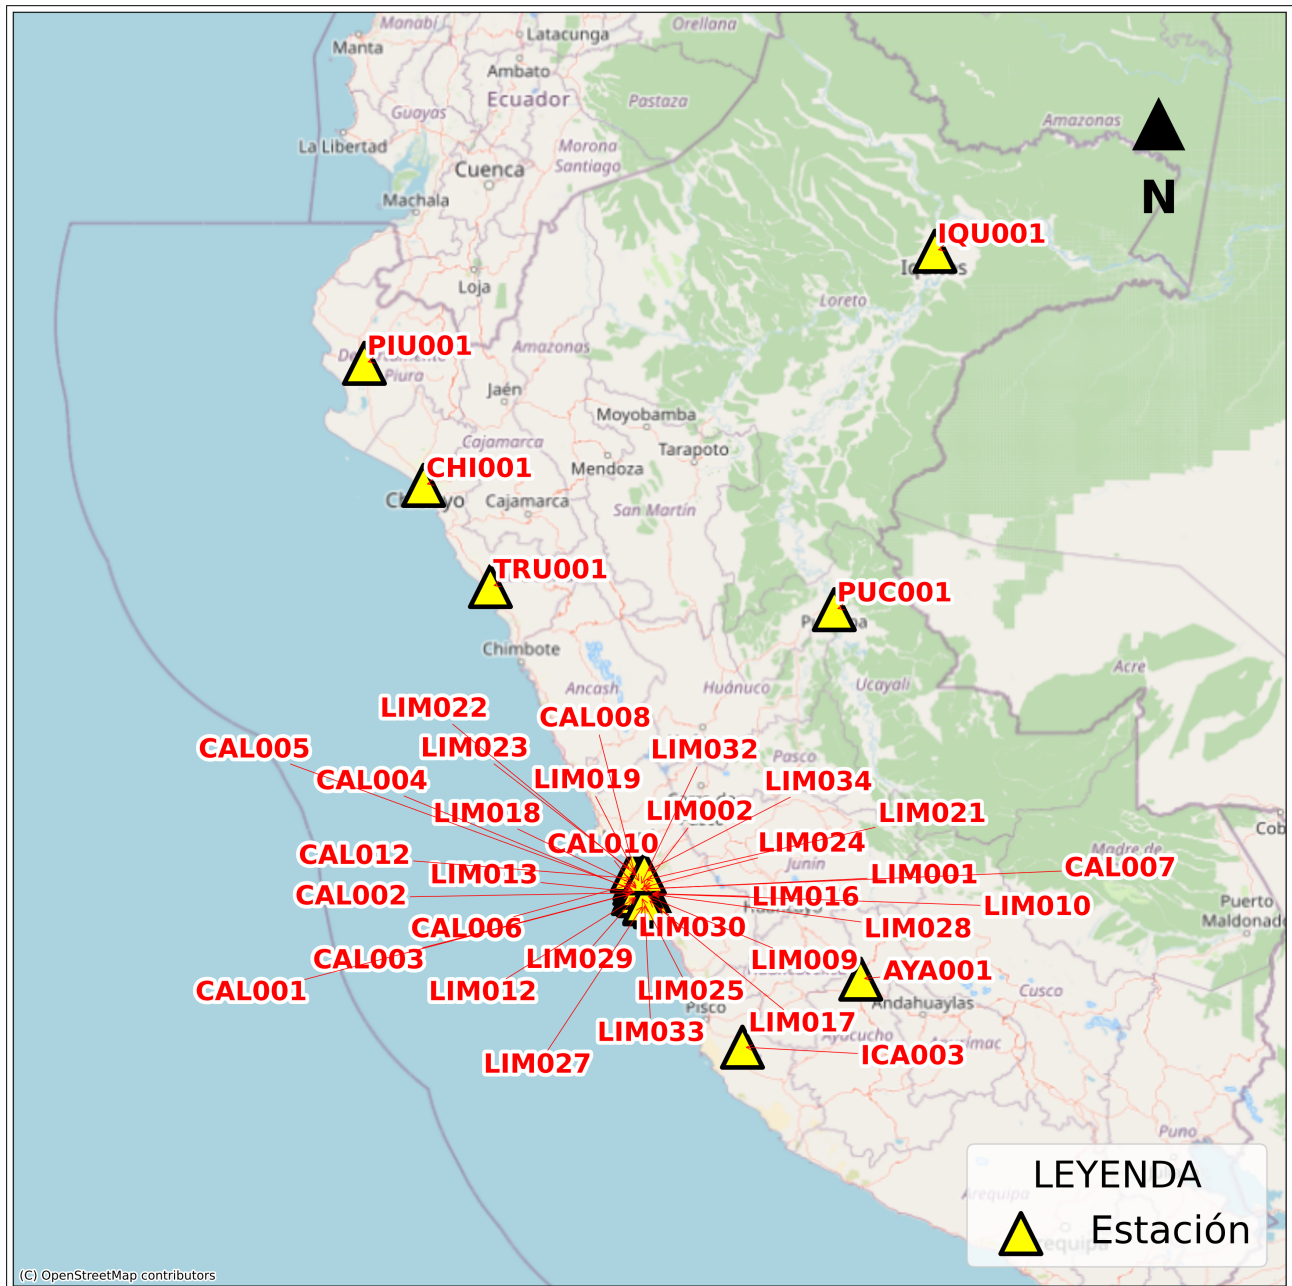 Manabí
Orellana
Manta
Latacunga
Ambato
Ecuador
Pastaza
Guayas
Amazonas
La Libertad
Morona
Santiago
Cuenca
N
Machala
IQU001
Loja
Loreto
PIU001
Amazonas
Piura
Jaén
Moyobamba
Cajamarca
Tarapoto
CHI001
Mendoza
Cajamarca
San Martín
TRU001
PUC001
Chimbote
Acre
Ancash
Huánuco
Ucayali
LIM022
CAL008
CAL005
LIM023
LIM032
Pasco
CAL004
LIM019
LIM034
LIM018
LIM002
LIM021
CAL010
LIM024
Cob
Madre de
CAL012
Junín
CAL007
LIM013
LIM001
CAL002
LIM016
LIM010
Puerto
Maldonado
CAL006
LIM030
LIM028
CAL003
LIM029
LIM009
AYA001
CAL001
LIM012
LIM025
Cusco
Pisco
Andahuaylas
LIM033
LIM017
Ayacucho
LIM027
ICA003
Puno
LEYENDA
Arequipa
Estación
(C) OpenStreetMap contributors